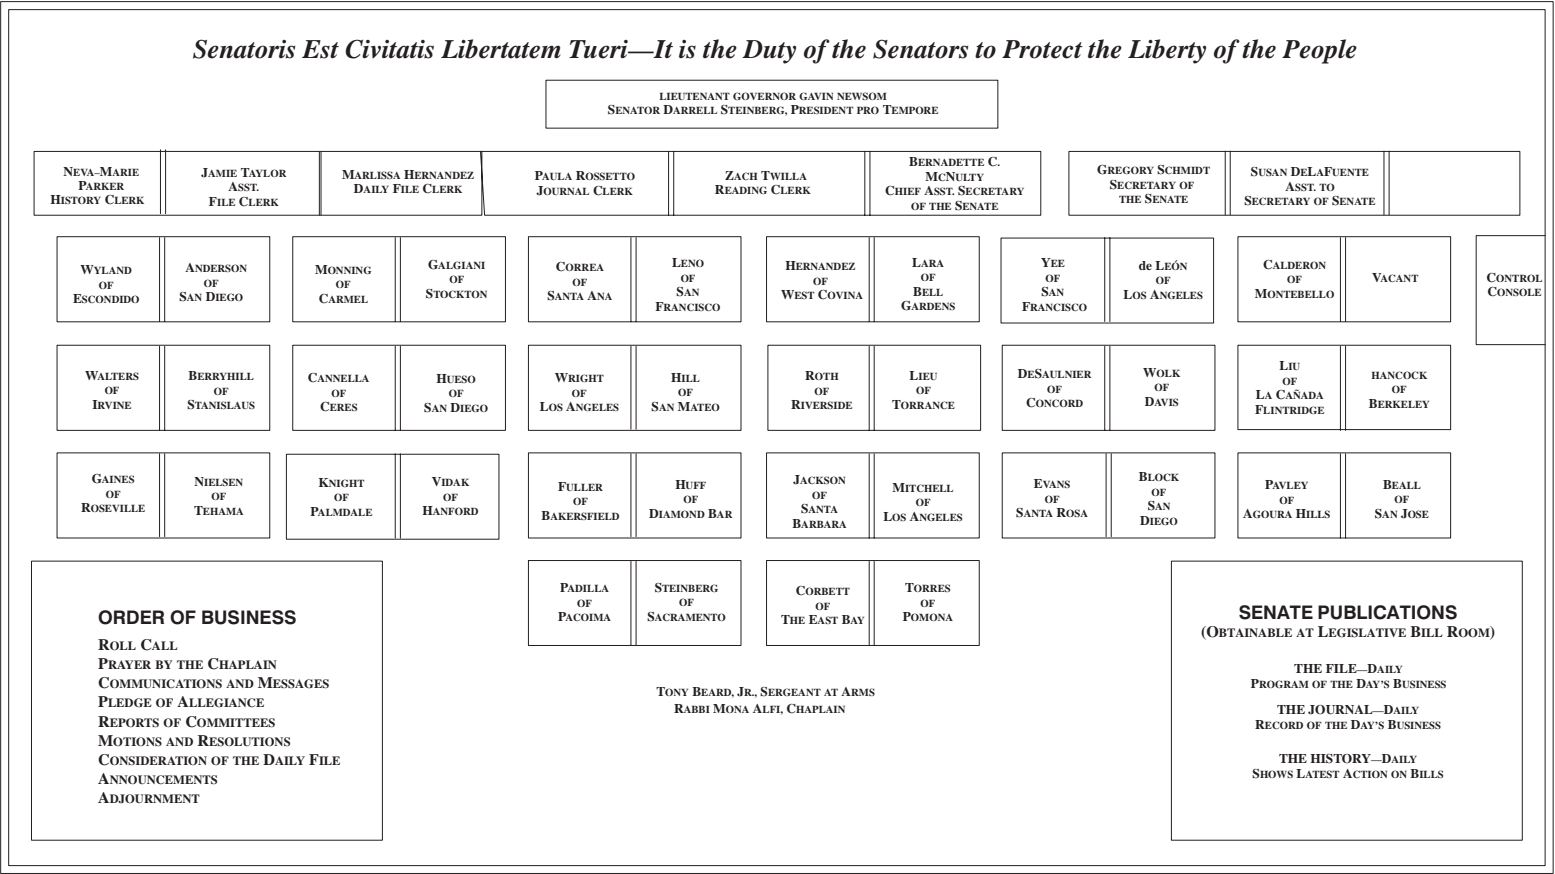 Senatoris Est Civitatis Libertatem Tueri—It is the Duty of the Senators to Protect the Liberty of the People
LIEUTENANT GOVERNOR GAVIN NEWSOM
SENATOR DARRELL STEINBERG, PRESIDENT PRO TEMPORE
NEVA–MARIE
PARKER
HISTORY CLERK
JAMIE TAYLOR
ASST.
FILE CLERK
MARLISSA HERNANDEZ
DAILY FILE CLERK
PAULA ROSSETTO
JOURNAL CLERK
ZACH TWILLA
READING CLERK
BERNADETTE C.
MCNULTY
CHIEF ASST. SECRETARY
OF THE SENATE
GREGORY SCHMIDT
SECRETARY OF
THE SENATE
SUSAN DELAFUENTE
ASST. TO
SECRETARY OF SENATE
WYLAND
OF
ESCONDIDO
ANDERSON
OF
SAN DIEGO
MONNING
OF
CARMEL
GALGIANI
OF
STOCKTON
CORREA
OF
SANTA ANA
LENO
OF
SAN
FRANCISCO
HERNANDEZ
OF
WEST COVINA
LARA
OF
BELL
GARDENS
YEE
OF
SAN
FRANCISCO
de LEÓN
OF
LOS ANGELES
CALDERON
OF
MONTEBELLO
VACANT
CONTROL
CONSOLE
WALTERS
OF
IRVINE
BERRYHILL
OF
STANISLAUS
CANNELLA
OF
CERES
HUESO
OF
SAN DIEGO
WRIGHT
OF
LOS ANGELES
HILL
OF
SAN MATEO
ROTH
OF
RIVERSIDE
LIEU
OF
TORRANCE
DESAULNIER
OF
CONCORD
WOLK
OF
DAVIS
LIU
OF
LA CAÑADA
FLINTRIDGE
HANCOCK
OF
BERKELEY
GAINES
OF
ROSEVILLE
NIELSEN
OF
TEHAMA
KNIGHT
OF
PALMDALE
VIDAK
OF
HANFORD
FULLER
OF
BAKERSFIELD
HUFF
OF
DIAMOND BAR
JACKSON
OF
SANTA
BARBARA
MITCHELL
OF
LOS ANGELES
EVANS
OF
SANTA ROSA
BLOCK
OF
SAN
DIEGO
PAVLEY
OF
AGOURA HILLS
BEALL
OF
SAN JOSE
PADILLA
OF
PACOIMA
STEINBERG
OF
SACRAMENTO
CORBETT
OF
THE EAST BAY
TORRES
OF
POMONA
ORDER OF BUSINESS
ROLL CALL
PRAYER BY THE CHAPLAIN
COMMUNICATIONS AND MESSAGES
PLEDGE OF ALLEGIANCE
REPORTS OF COMMITTEES
MOTIONS AND RESOLUTIONS
CONSIDERATION OF THE DAILY FILE
ANNOUNCEMENTS
ADJOURNMENT
TONY BEARD, JR., SERGEANT AT ARMS
RABBI MONA ALFI, CHAPLAIN
SENATE PUBLICATIONS
(OBTAINABLE AT LEGISLATIVE BILL ROOM)
THE FILE—DAILY
PROGRAM OF THE DAY'S BUSINESS
THE JOURNAL—DAILY
RECORD OF THE DAY'S BUSINESS
THE HISTORY—DAILY
SHOWS LATEST ACTION ON BILLS